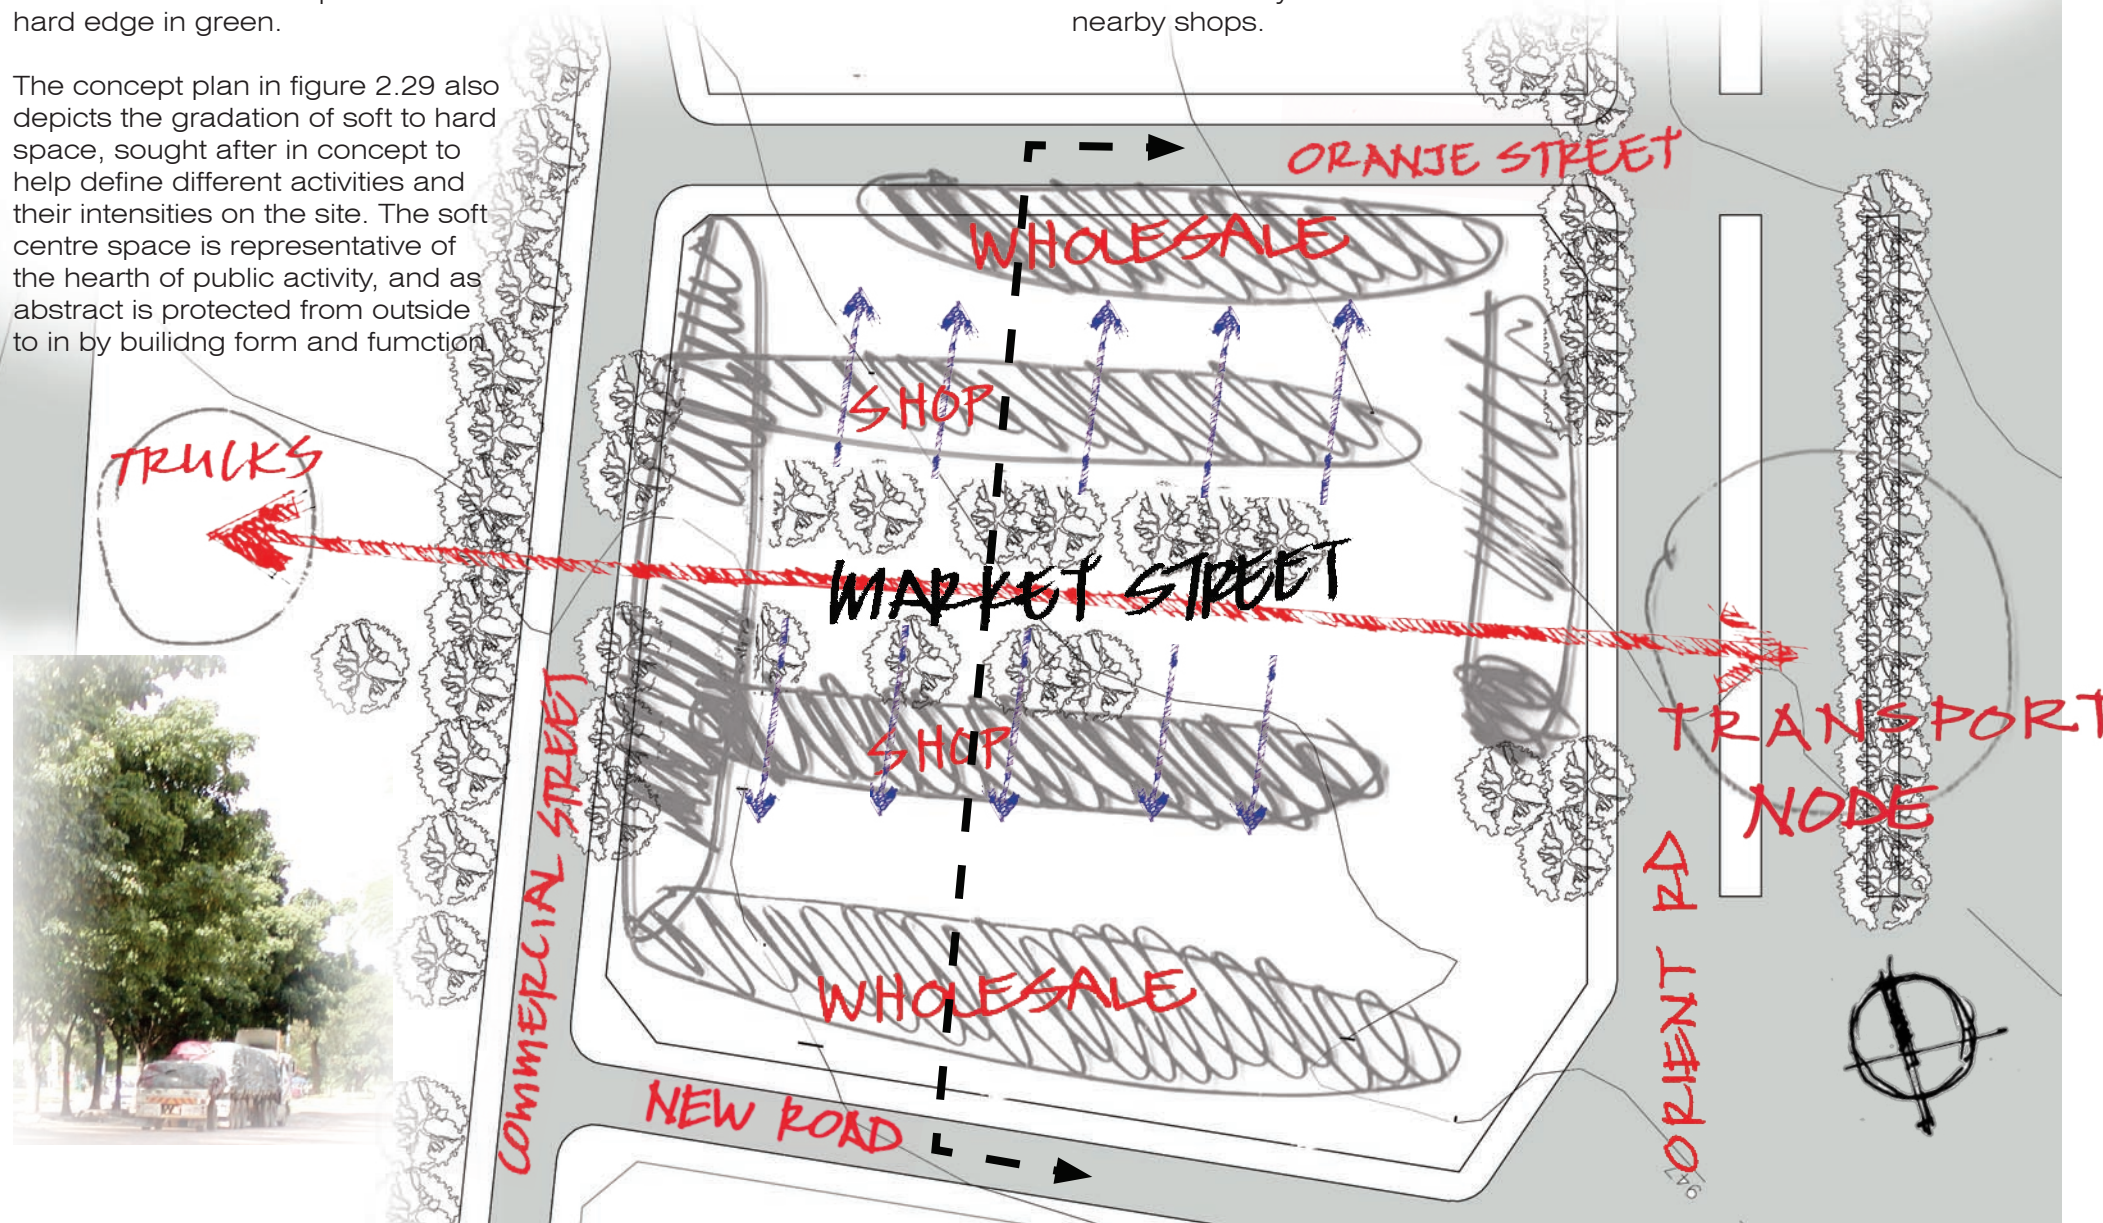 hard edge in green.
The concept plan in figure 2.29 also
depicts the gradation of soft to hard
space, sought after in concept to
help define different activities and
their intensities on the site. The soft
centre space is representative of
the hearth of public activity, and as
abstract is protected from outside
to in by builidng form and fumction.
nearby shops.
ORANJE STREET
WHOLESALE
SHOP
TRUCKS
MARKET STREET
SHOP
TRANSPORT
NODE
COMMERCIAL STREET
ORIENT RD
WHOLESALE
NEW ROAD
947